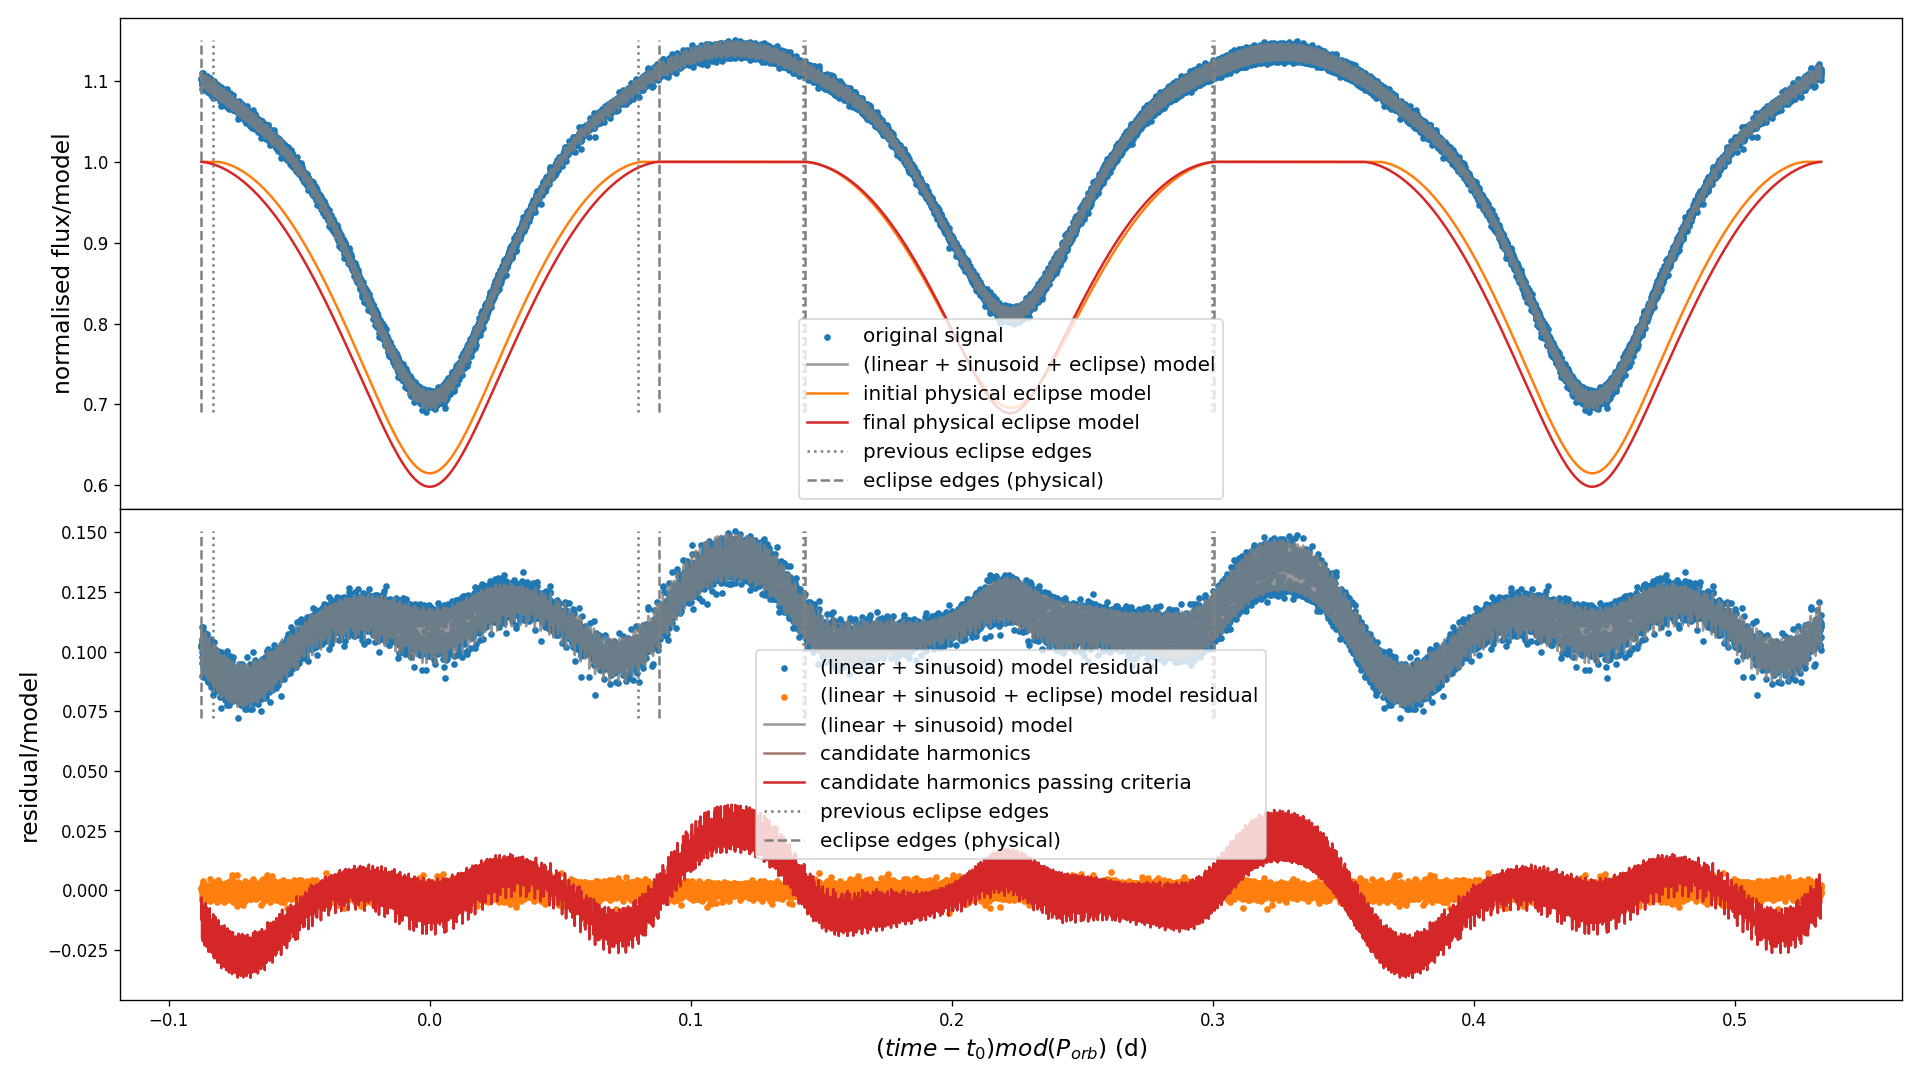 normalised flux/model
1.1
1.0
0.9
0.8
0.7
0.6
original signal
(linear + sinusoid + eclipse) model
initial physical eclipse model
final physical eclipse model
previous eclipse edges
eclipse edges (physical)
residual/model
0.150
0.125
0.100
0.075
0.050
0.025
0.000
−0.025
(linear + sinusoid) model residual
(linear + sinusoid + eclipse) model residual
(linear + sinusoid) model
candidate harmonics
candidate harmonics passing criteria
previous eclipse edges
eclipse edges (physical)
−0.1 0.0 0.1 0.2 0.3 0.4 0.5
(time − t₀)mod(P_orb) (d)